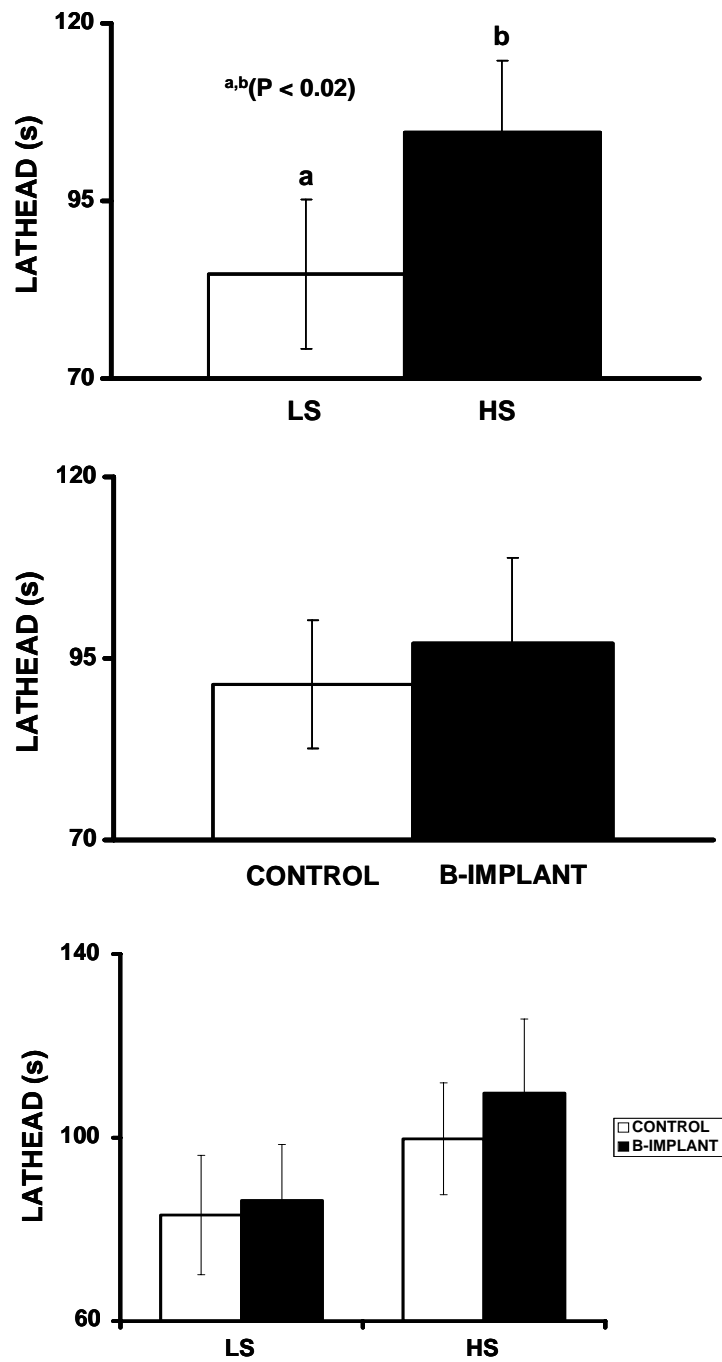 120
b
a,b(P < 0.02)
a
95
LATHEAD (s)
70
LS HS
120
95
LATHEAD (s)
70
CONTROL B-IMPLANT
140
LATHEAD (s)
100
CONTROL
B-IMPLANT
60
LS HS